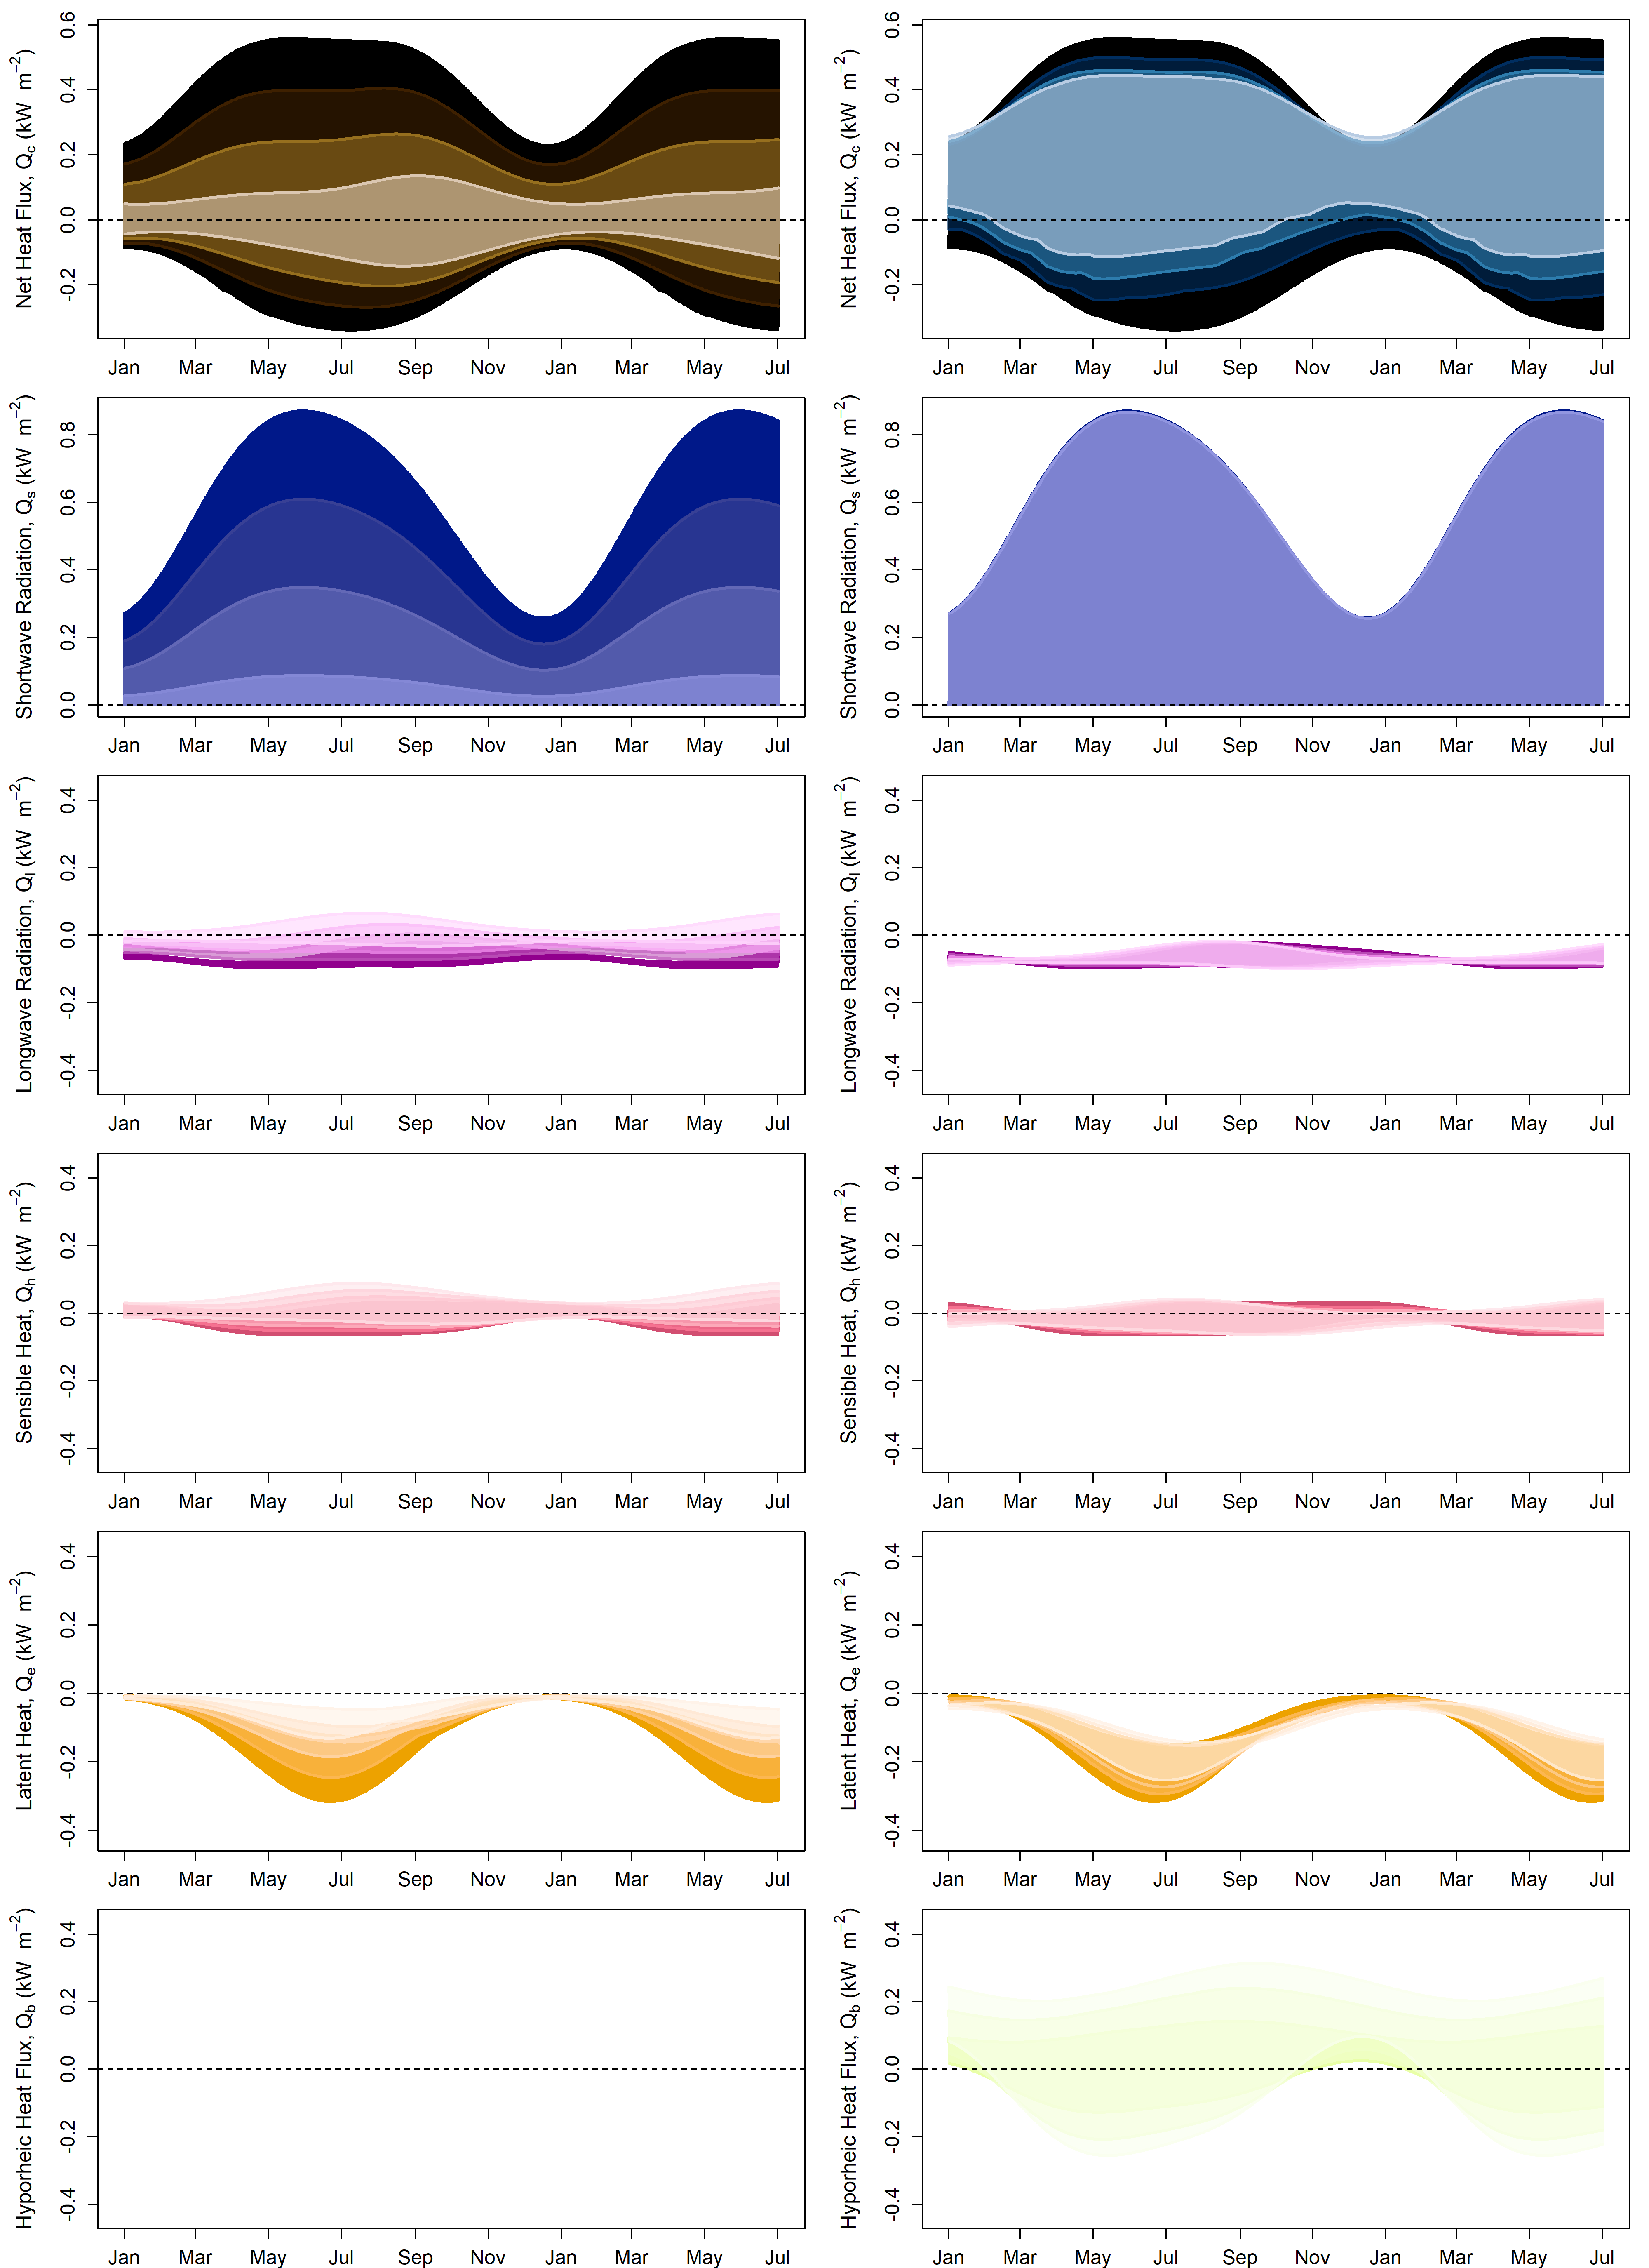 Net Heat Flux, Qc (kW m−2)
0.6
0.4
0.2
0.0
-0.2
Jan Mar May Jul Sep Nov Jan Mar May Jul
Net Heat Flux, Qc (kW m−2)
0.6
0.4
0.2
0.0
-0.2
Jan Mar May Jul Sep Nov Jan Mar May Jul
Shortwave Radiation, Qs (kW m−2)
0.8
0.6
0.4
0.2
0.0
Jan Mar May Jul Sep Nov Jan Mar May Jul
Shortwave Radiation, Qs (kW m−2)
0.8
0.6
0.4
0.2
0.0
Jan Mar May Jul Sep Nov Jan Mar May Jul
Longwave Radiation, Ql (kW m−2)
0.4
0.2
0.0
-0.2
-0.4
Jan Mar May Jul Sep Nov Jan Mar May Jul
Longwave Radiation, Ql (kW m−2)
0.4
0.2
0.0
-0.2
-0.4
Jan Mar May Jul Sep Nov Jan Mar May Jul
Sensible Heat, Qh (kW m−2)
0.4
0.2
0.0
-0.2
-0.4
Jan Mar May Jul Sep Nov Jan Mar May Jul
Sensible Heat, Qh (kW m−2)
0.4
0.2
0.0
-0.2
-0.4
Jan Mar May Jul Sep Nov Jan Mar May Jul
Latent Heat, Qe (kW m−2)
0.4
0.2
0.0
-0.2
-0.4
Jan Mar May Jul Sep Nov Jan Mar May Jul
Latent Heat, Qe (kW m−2)
0.4
0.2
0.0
-0.2
-0.4
Jan Mar May Jul Sep Nov Jan Mar May Jul
Hyporheic Heat Flux, Qb (kW m−2)
0.4
0.2
0.0
-0.2
-0.4
Jan Mar May Jul Sep Nov Jan Mar May Jul
Hyporheic Heat Flux, Qb (kW m−2)
0.4
0.2
0.0
-0.2
-0.4
Jan Mar May Jul Sep Nov Jan Mar May Jul